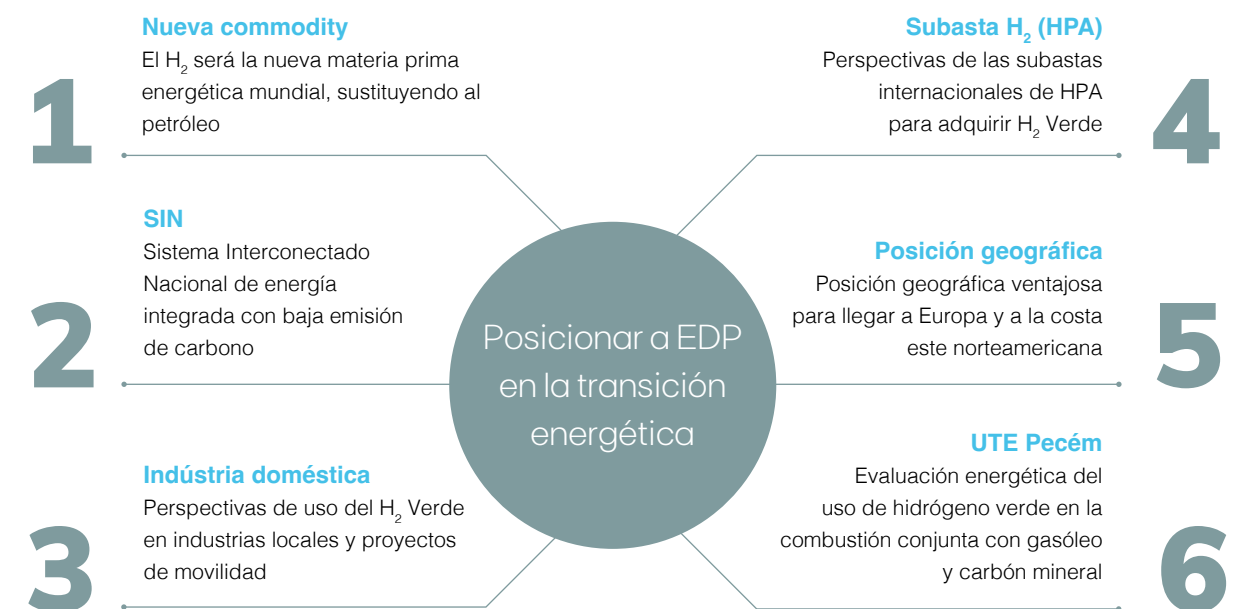 1
Nueva commodity
El H₂ será la nueva materia prima
energética mundial, sustituyendo al
petróleo
2
SIN
Sistema Interconectado
Nacional de energía
integrada con baja emisión
de carbono
3
Indústria doméstica
Perspectivas de uso del H₂ Verde
en industrias locales y proyectos
de movilidad
Posicionar a EDP
en la transición
energética
4
Subasta H₂ (HPA)
Perspectivas de las subastas
internacionales de HPA
para adquirir H₂ Verde
5
Posición geográfica
Posición geográfica ventajosa
para llegar a Europa y a la costa
este norteamericana
6
UTE Pecém
Evaluación energética del
uso de hidrógeno verde en la
combustión conjunta con gasóleo
y carbón mineral